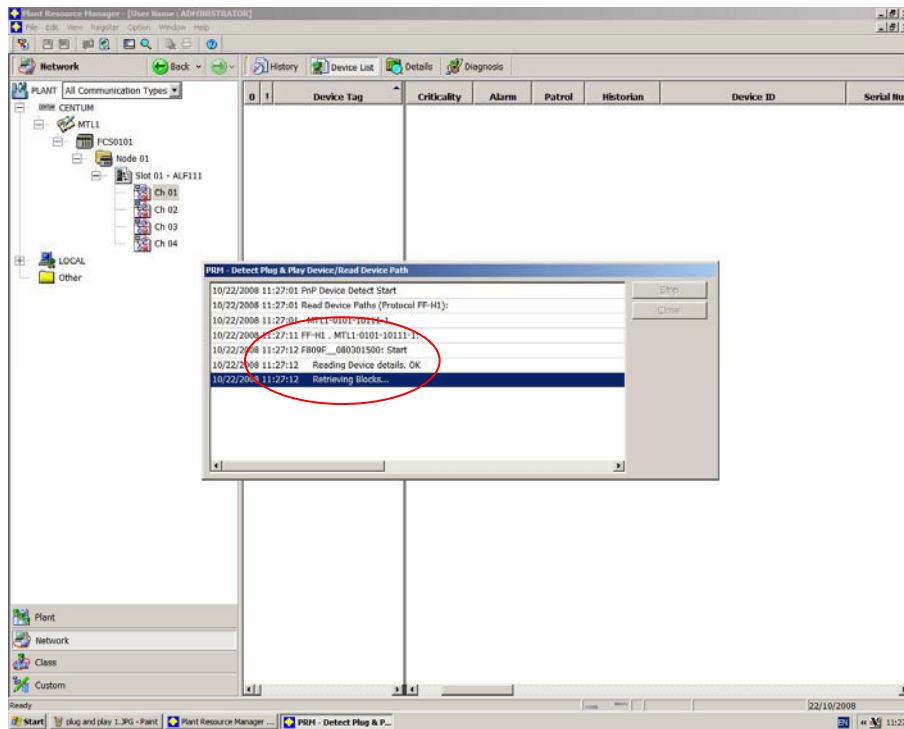 Plant Resource Manager - [User Name : ADMINISTRATOR]
File Edit View Register Option Window Help
Network Back History Device List Details Diagnosis
PLANT All Communication Types
0 ! Device Tag Criticality Alarm Patrol Historian Device ID Serial Nu
CENTUM
MTL1
FCS0101
Node 01
Slot 01 - ALF111
Ch 01
Ch 02
Ch 03
Ch 04
LOCAL
Other
PRM - Detect Plug & Play Device/Read Device Path
10/22/2008 11:27:01 PnP Device Detect Start
10/22/2008 11:27:01 Read Device Paths (Protocol FF-H1):
10/22/2008 11:27:01 . MTL1-0101-10111-1
10/22/2008 11:27:11 FF-H1 . MTL1-0101-10111-1:
10/22/2008 11:27:12 F809F__080301500: Start
10/22/2008 11:27:12 Reading Device details. OK
10/22/2008 11:27:12 Retrieving Blocks...
Stop
Close
Plant
Network
Class
Custom
Ready
22/10/2008
Start plug and play 1.JPG - Paint Plant Resource Manager ... PRM - Detect Plug & P... EN « 11:27